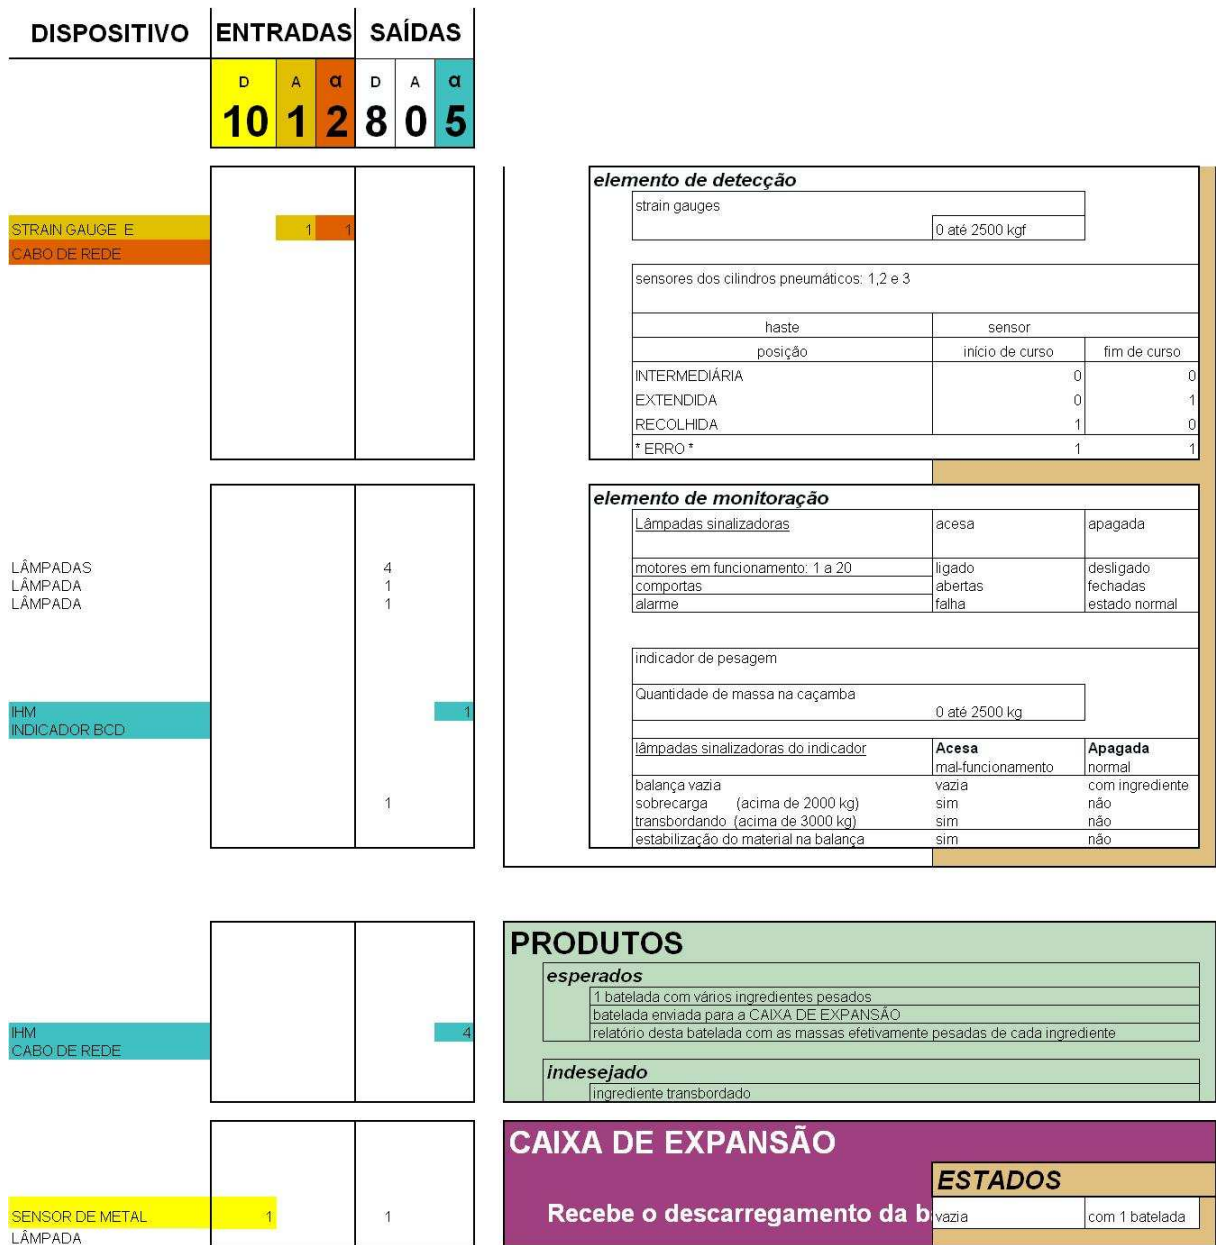 DISPOSITIVO ENTRADAS SAÍDAS
D A α D A α
10 1 2 8 0 5
elemento de detecção
strain gauges
STRAIN GAUGE E 1 1 0 até 2500 kgf
CABO DE REDE
sensores dos cilindros pneumáticos: 1,2 e 3
haste sensor
posição início de curso fim de curso
INTERMEDIÁRIA 0 0
EXTENDIDA 0 1
RECOLHIDA 1 0
* ERRO * 1 1
elemento de monitoração
Lâmpadas sinalizadoras acesa apagada
LÂMPADAS 4 motores em funcionamento: 1 a 20 ligado desligado
LÂMPADA 1 comportas abertas fechadas
LÂMPADA 1 alarme falha estado normal
indicador de pesagem
Quantidade de massa na caçamba
IHM 1 0 até 2500 kg
INDICADOR BCD
lâmpadas sinalizadoras do indicador Acesa Apagada
mal-funcionamento normal
balança vazia vazia com ingrediente
1 sobrecarga (acima de 2000 kg) sim não
transbordando (acima de 3000 kg) sim não
estabilização do material na balança sim não
PRODUTOS
esperados
1 batelada com vários ingredientes pesados
batelada enviada para a CAIXA DE EXPANSÃO
IHM 4 relatório desta batelada com as massas efetivamente pesadas de cada ingrediente
CABO DE REDE
indesejado
ingrediente transbordado
CAIXA DE EXPANSÃO
ESTADOS
SENSOR DE METAL 1 1 Recebe o descarregamento da b vazia com 1 batelada
LÂMPADA